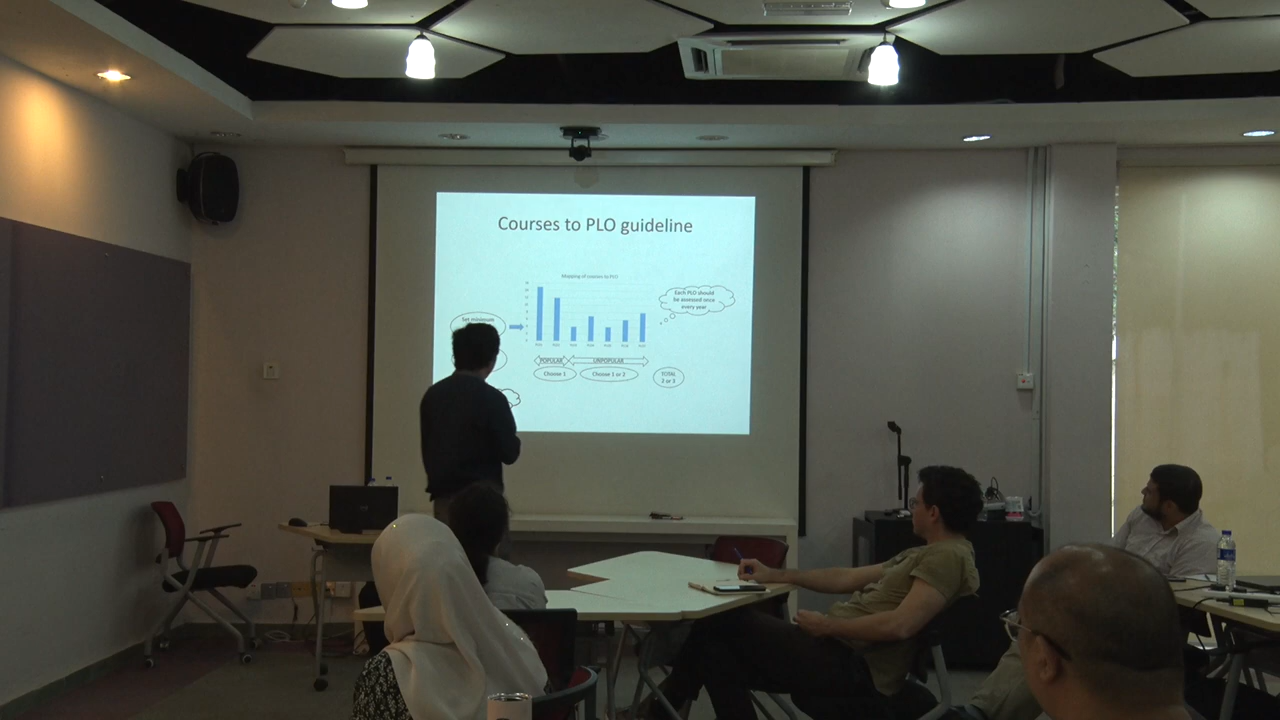 Courses to PLO guideline
Mapping of courses to PLO
Each PLO should
be assessed once
every year
Set minimum
POPULAR
UNPOPULAR
Choose 1
Choose 1 or 2
TOTAL
2 or 3